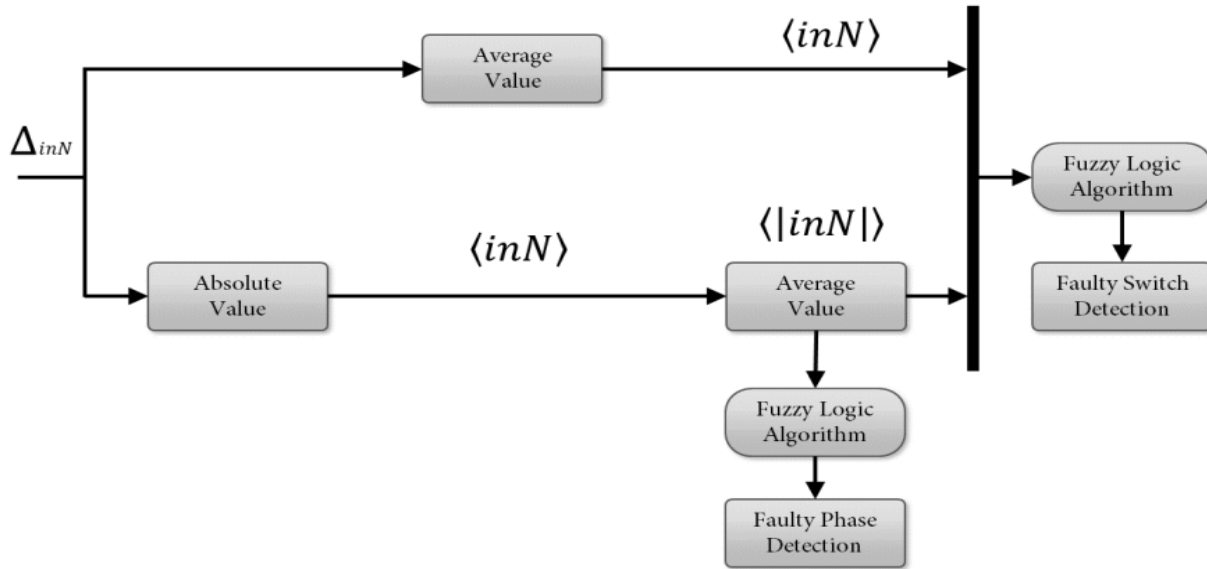 ⟨inN⟩
Average
Value
ΔinN
Fuzzy Logic
Algorithm
⟨|inN|⟩
⟨inN⟩
Absolute
Value
Average
Value
Faulty Switch
Detection
Fuzzy Logic
Algorithm
Faulty Phase
Detection